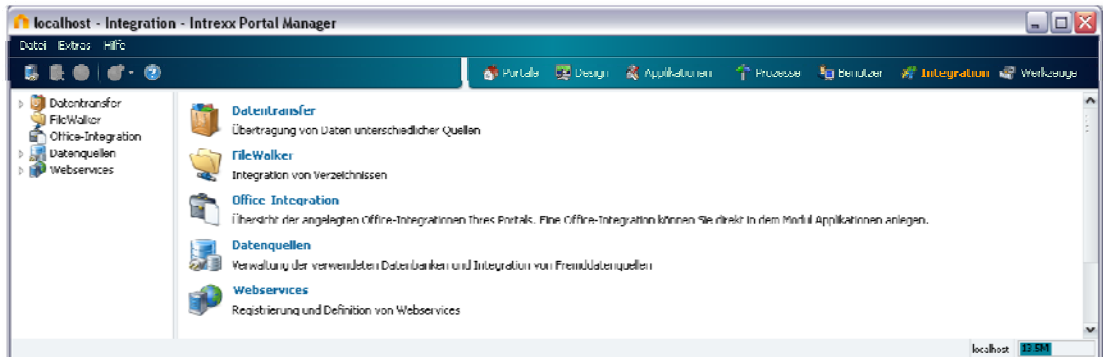 localhost - Integration - Intrexx Portal Manager
Datei Extras Hilfe
Portale Design Applikationen Prozesse Benutzer Integration Werkzeuge
Datentransfer
FileWalker
Office-Integration
Datenquellen
Webservices
Datentransfer
Übertragung von Daten unterschiedlicher Quellen
FileWalker
Integration von Verzeichnissen
Office Integration
Übersicht der angelegten Office-Integrationen Ihres Portals. Eine Office-Integration können Sie direkt in dem Modul Applikationen anlegen.
Datenquellen
Verwaltung der verwendeten Datenbanken und Integration von Fremddatenquellen
Webservices
Registrierung und Definition von Webservices
localhost